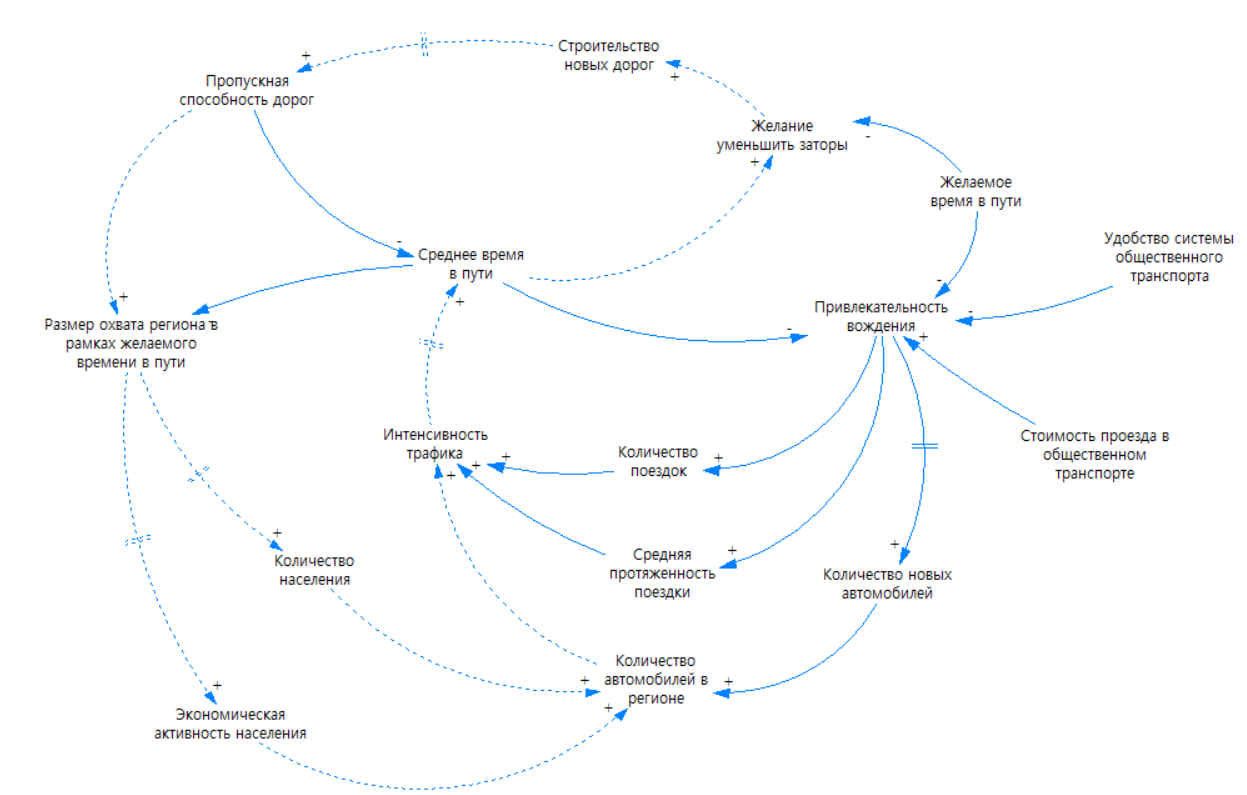 Строительство
новых дорог
Пропускная
способность дорог
Желание
уменьшить заторы
Желаемое
время в пути
Удобство системы
общественного
транспорта
Среднее время
в пути
Привлекательность
вождения
Размер охвата региона в
рамках желаемого
времени в пути
Интенсивность
трафика
Количество
поездок
Стоимость проезда в
общественном
транспорте
Количество
населения
Средняя
протяженность
поездки
Количество новых
автомобилей
Количество
автомобилей в
регионе
Экономическая
активность населения